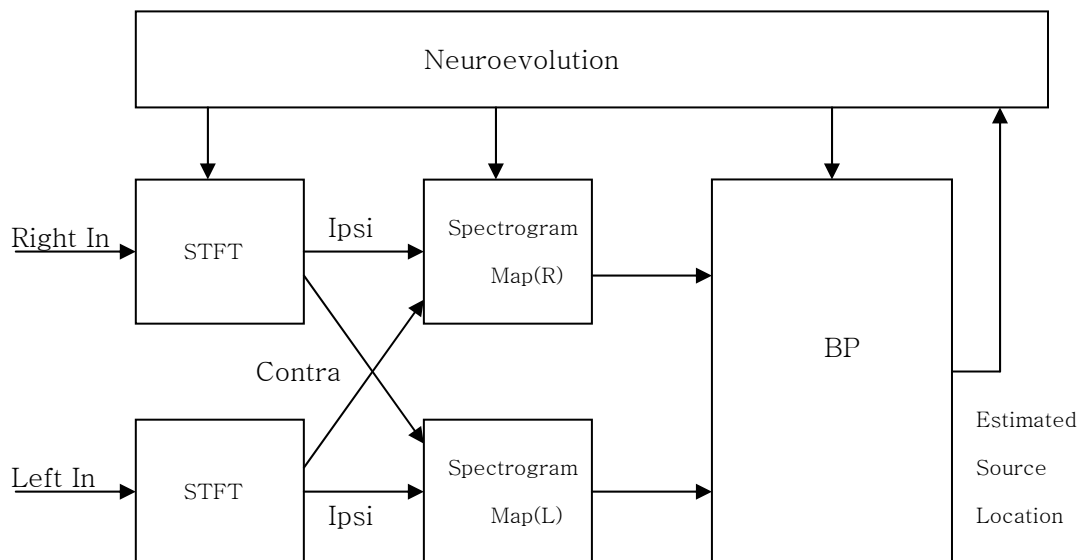 Neuroevolution
Right In
STFT
Ipsi
Spectrogram
Map(R)
Contra
BP
Left In
STFT
Ipsi
Spectrogram
Map(L)
Estimated
Source
Location